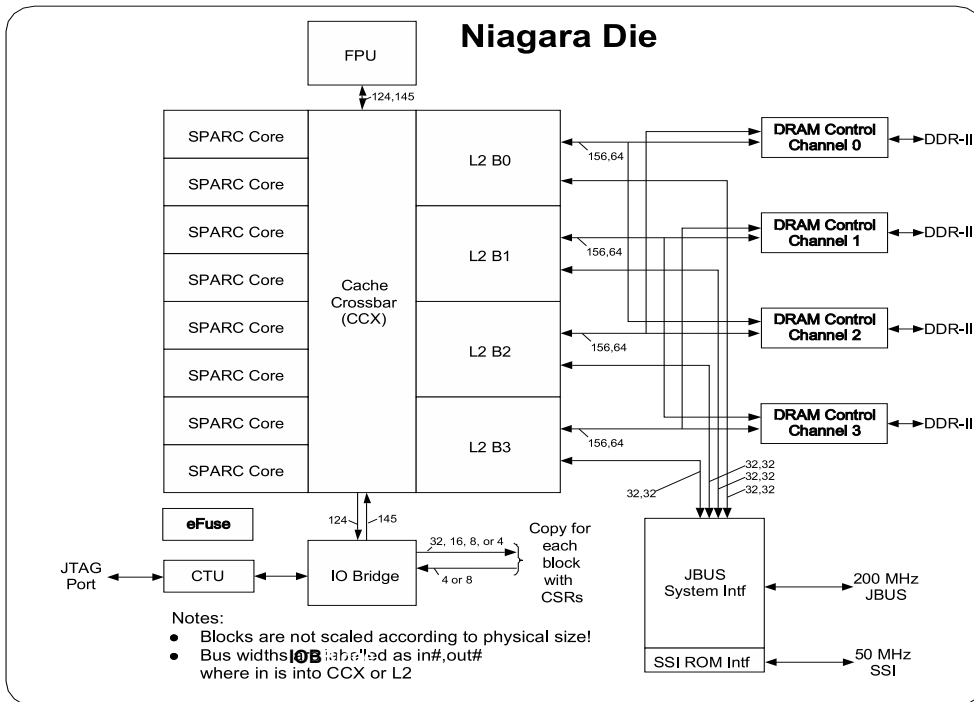 Niagara Die
FPU
124,145
SPARC Core
SPARC Core
SPARC Core
SPARC Core
SPARC Core
SPARC Core
SPARC Core
SPARC Core
Cache
Crossbar
(CCX)
L2 B0
L2 B1
L2 B2
L2 B3
156,64
156,64
156,64
156,64
DRAM Control
Channel 0
DDR-II
DRAM Control
Channel 1
DDR-II
DRAM Control
Channel 2
DDR-II
DRAM Control
Channel 3
DDR-II
32,32
32,32
32,32
32,32
eFuse
124
145
JTAG
Port
CTU
IO Bridge
32, 16, 8, or 4
4 or 8
Copy for
each
block
with
CSRs
JBUS
System Intf
200 MHz
JBUS
SSI ROM Intf
50 MHz
SSI
Notes:
Blocks are not scaled according to physical size!
Bus widths are labelled as in#,out#
IOB
where in is into CCX or L2